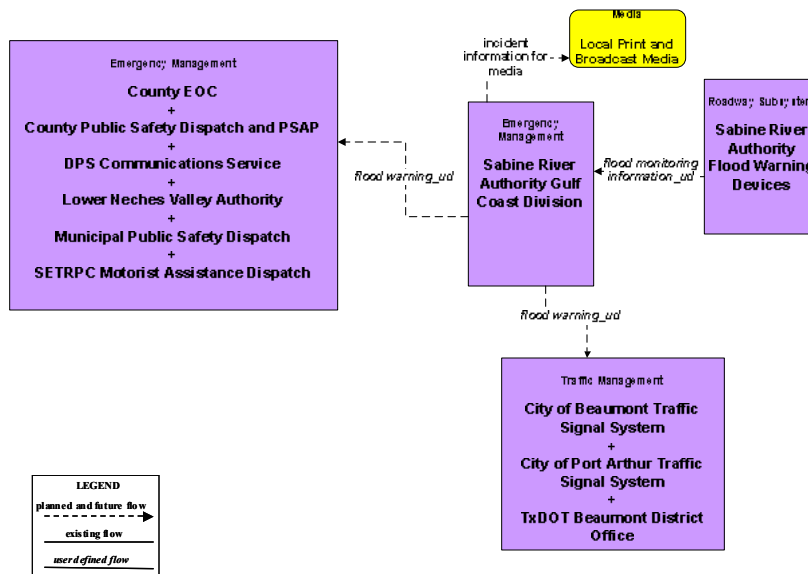 Media
Local Print and
Broadcast Media
incident
information for
media
Emergency Management
County EOC
+
County Public Safety Dispatch and PSAP
+
DPS Communications Service
+
Lower Neches Valley Authority
+
Municipal Public Safety Dispatch
+
SETRPC Motorist Assistance Dispatch
flood warning_ud
Emergency
Management
Sabine River
Authority Gulf
Coast Division
flood monitoring
information_ud
Roadway Subsystem
Sabine River
Authority
Flood Warning
Devices
flood warning_ud
Traffic Management
City of Beaumont Traffic
Signal System
+
City of Port Arthur Traffic
Signal System
+
TxDOT Beaumont District
Office
LEGEND
planned and future flow
existing flow
user defined flow